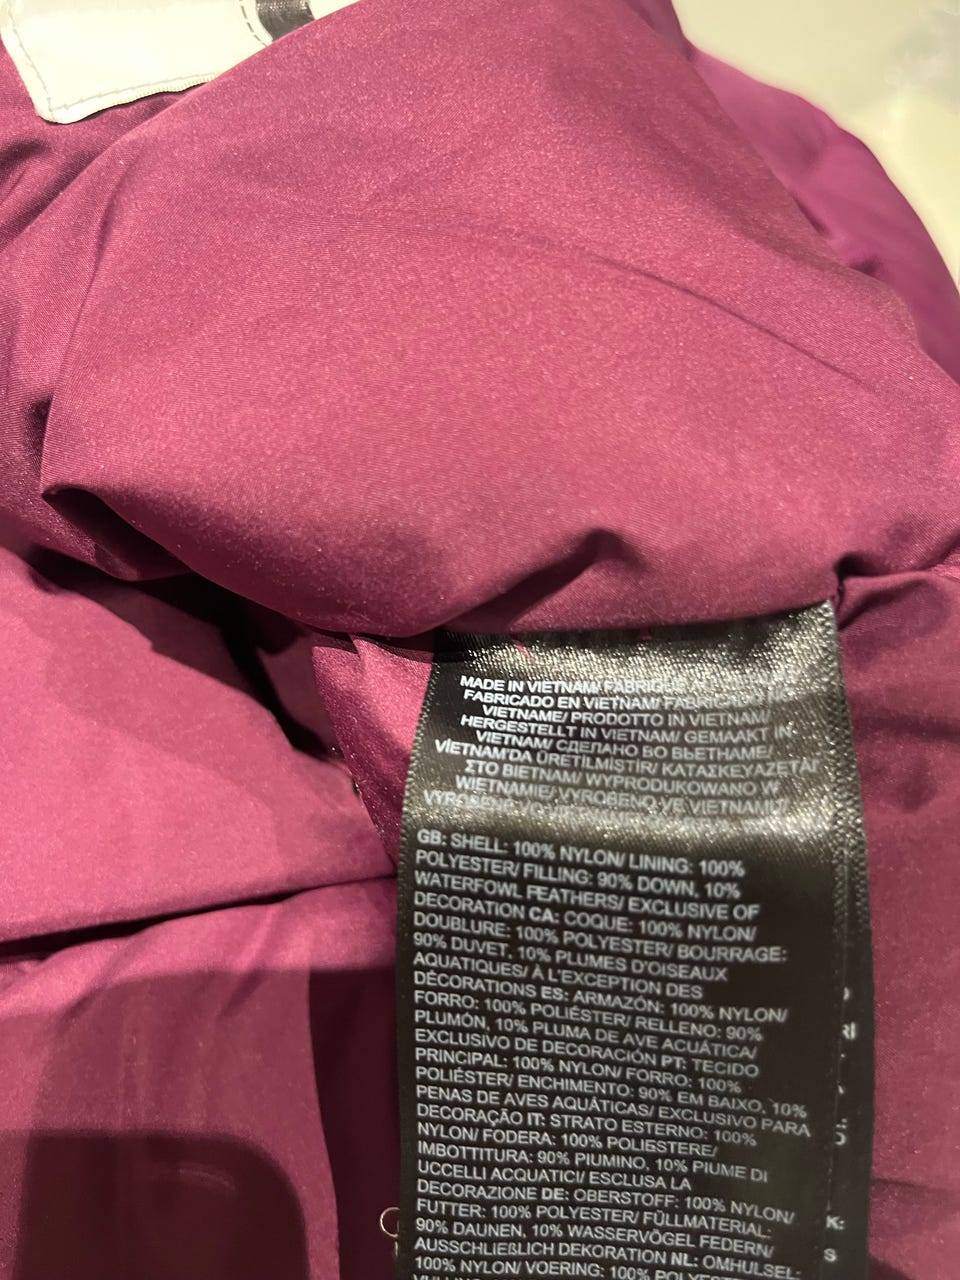 MADE IN VIETNAM/ FABRIQUÉ
FABRICADO EN VIETNAM/
VIETNAME/ PRODOTTO IN VIETNAM/
HERGESTELLT IN VIETNAM/ GEMAAKT IN
VIETNAM/ СДЕЛАНО ВО ВЬЕТНАМЕ/
VİETNAM'DA ÜRETİLMİŞTİR/ ΚΑΤΑΣΚΕΥΑΖΕΤΑΙ
ΣΤΟ ΒΙΕΤΝΑΜ/ WYPRODUKOWANO W
WIETNAMIE/ VYROBENO VE VIETNAMU/
GB: SHELL: 100% NYLON/ LINING: 100%
POLYESTER/ FILLING: 90% DOWN, 10%
WATERFOWL FEATHERS/ EXCLUSIVE OF
DECORATION CA: COQUE: 100% NYLON/
DOUBLURE: 100% POLYESTER/ BOURRAGE:
90% DUVET, 10% PLUMES D'OISEAUX
AQUATIQUES/ À L'EXCEPTION DES
DÉCORATIONS ES: ARMAZÓN: 100% NYLON/
FORRO: 100% POLIÉSTER/ RELLENO: 90%
PLUMÓN, 10% PLUMA DE AVE ACUÁTICA/
EXCLUSIVO DE DECORACIÓN PT: TECIDO
PRINCIPAL: 100% NYLON/ FORRO: 100%
POLIÉSTER/ ENCHIMENTO: 90% EM BAIXO, 10%
PENAS DE AVES AQUÁTICAS/ EXCLUSIVO PARA
DECORAÇÃO IT: STRATO ESTERNO: 100%
NYLON/ FODERA: 100% POLIESTERE/
IMBOTTITURA: 90% PIUMINO, 10% PIUME DI
UCCELLI ACQUATICI/ ESCLUSA LA
DECORAZIONE DE: OBERSTOFF: 100% NYLON/
FUTTER: 100% POLYESTER/ FÜLLMATERIAL:
90% DAUNEN, 10% WASSERVÖGEL FEDERN/
AUSSCHLIEßLICH DEKORATION NL: OMHULSEL:
100% NYLON/ VOERING: 100% POLYESTER/